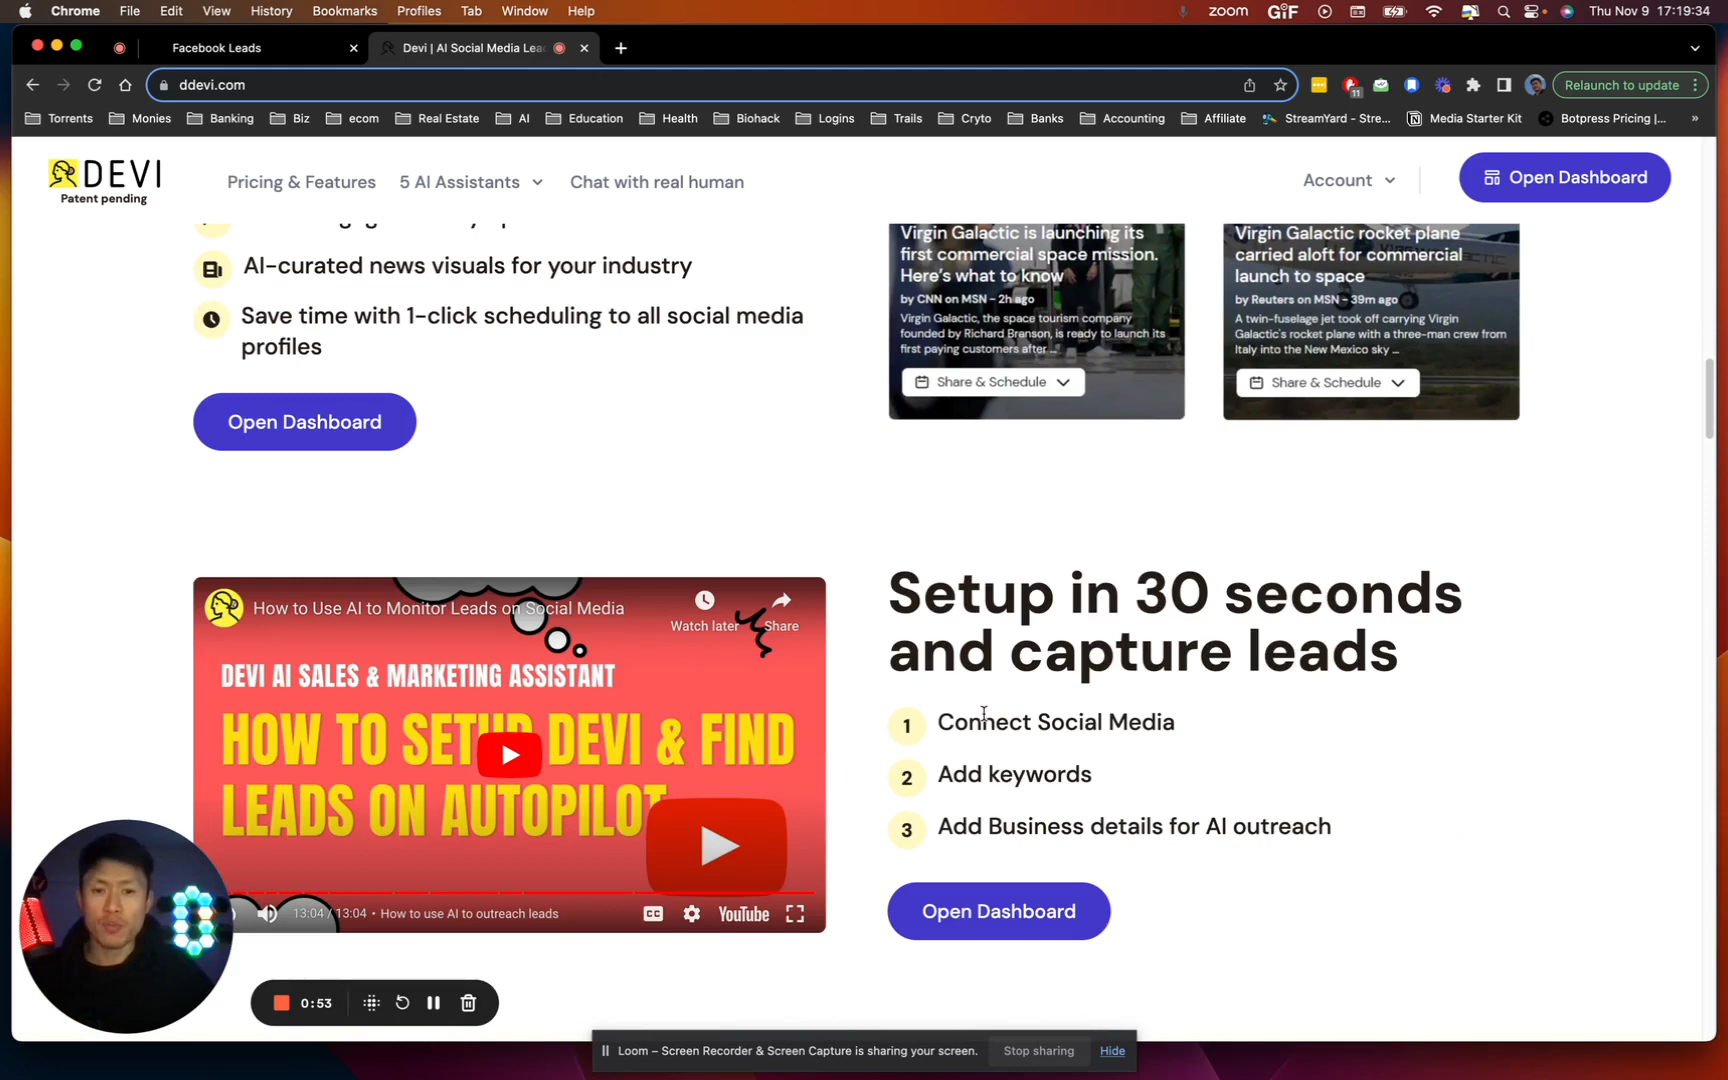 Chrome File Edit View History Bookmarks Profiles Tab Window Help
zoom GiF Thu Nov 9 17:19:34
Facebook Leads
Devi | AI Social Media Lea
ddevi.com
11
Relaunch to update
Torrents Monies Banking Biz ecom Real Estate AI Education Health Biohack Logins Trails Cryto Banks Accounting Affiliate StreamYard - Stre... Media Starter Kit Botpress Pricing |... »
DEVI
Patent pending
Pricing & Features
5 AI Assistants
Chat with real human
Account
Open Dashboard
AI-curated news visuals for your industry
Save time with 1-click scheduling to all social media
profiles
Open Dashboard
Virgin Galactic is launching its
first commercial space mission.
Here's what to know
by CNN on MSN - 2h ago
Virgin Galactic, the space tourism company
founded by Richard Branson, is ready to launch its
first paying customers after ...
Share & Schedule
Virgin Galactic rocket plane
carried aloft for commercial
launch to space
by Reuters on MSN - 39m ago
A twin-fuselage jet took off carrying Virgin
Galactic's rocket plane with a three-man crew from
Italy into the New Mexico sky ...
Share & Schedule
How to Use AI to Monitor Leads on Social Media
Watch later
Share
DEVI AI SALES & MARKETING ASSISTANT
HOW TO SETUP DEVI & FIND
LEADS ON AUTOPILOT
13:04 / 13:04 • How to use AI to outreach leads
CC
YouTube
Setup in 30 seconds
and capture leads
1 Connect Social Media
2 Add keywords
3 Add Business details for AI outreach
Open Dashboard
0:53
Loom – Screen Recorder & Screen Capture is sharing your screen.
Stop sharing
Hide